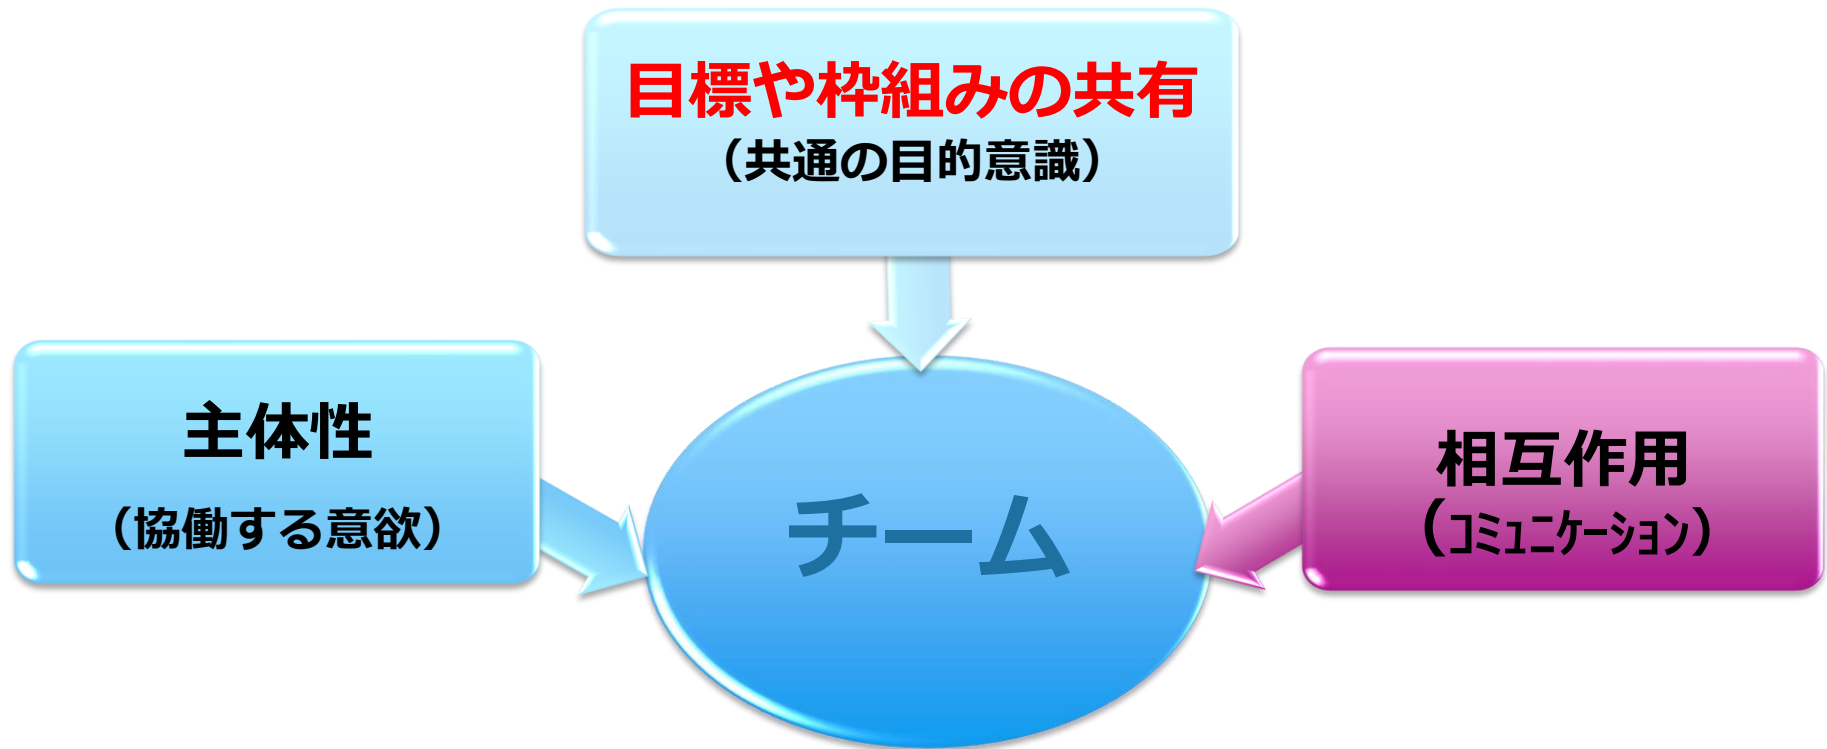 目標や枠組みの共有
（共通の目的意識）
主体性
（協働する意欲）
チーム
相互作用
（ｺﾐｭﾆｹｰｼｮﾝ）